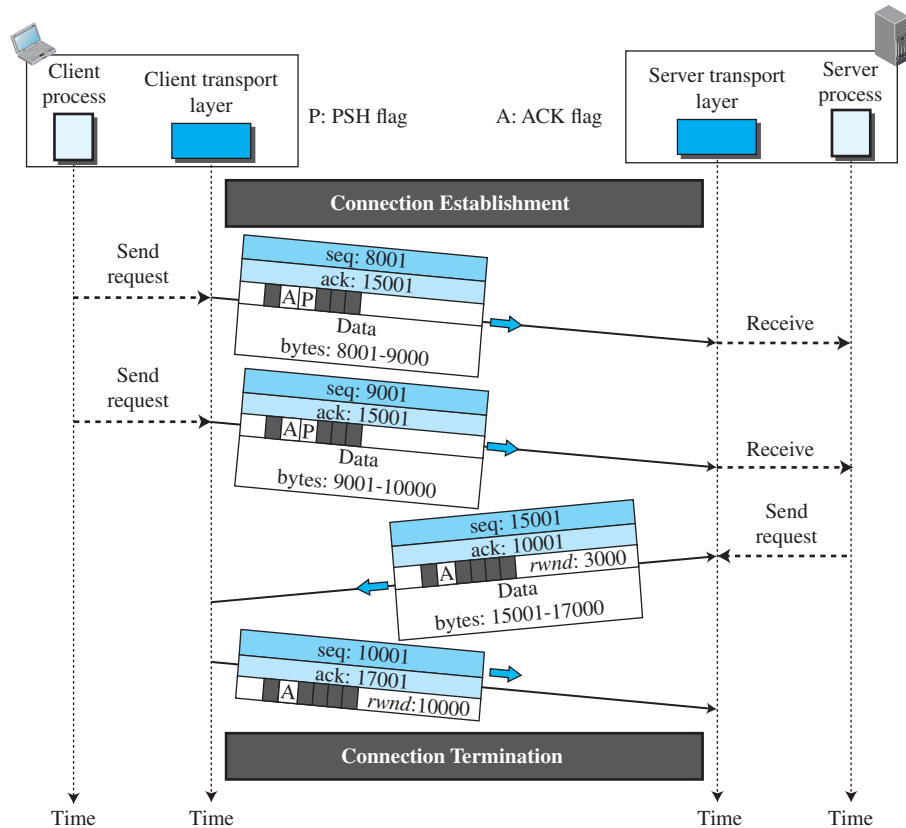 Client
process
Client transport
layer
P: PSH flag
A: ACK flag
Server transport
layer
Server
process
Connection Establishment
Send
request
seq: 8001
ack: 15001
A P
Data
bytes: 8001-9000
Receive
Send
request
seq: 9001
ack: 15001
A P
Data
bytes: 9001-10000
Receive
Send
request
seq: 15001
ack: 10001
A
rwnd: 3000
Data
bytes: 15001-17000
seq: 10001
ack: 17001
A
rwnd:10000
Connection Termination
Time
Time
Time
Time